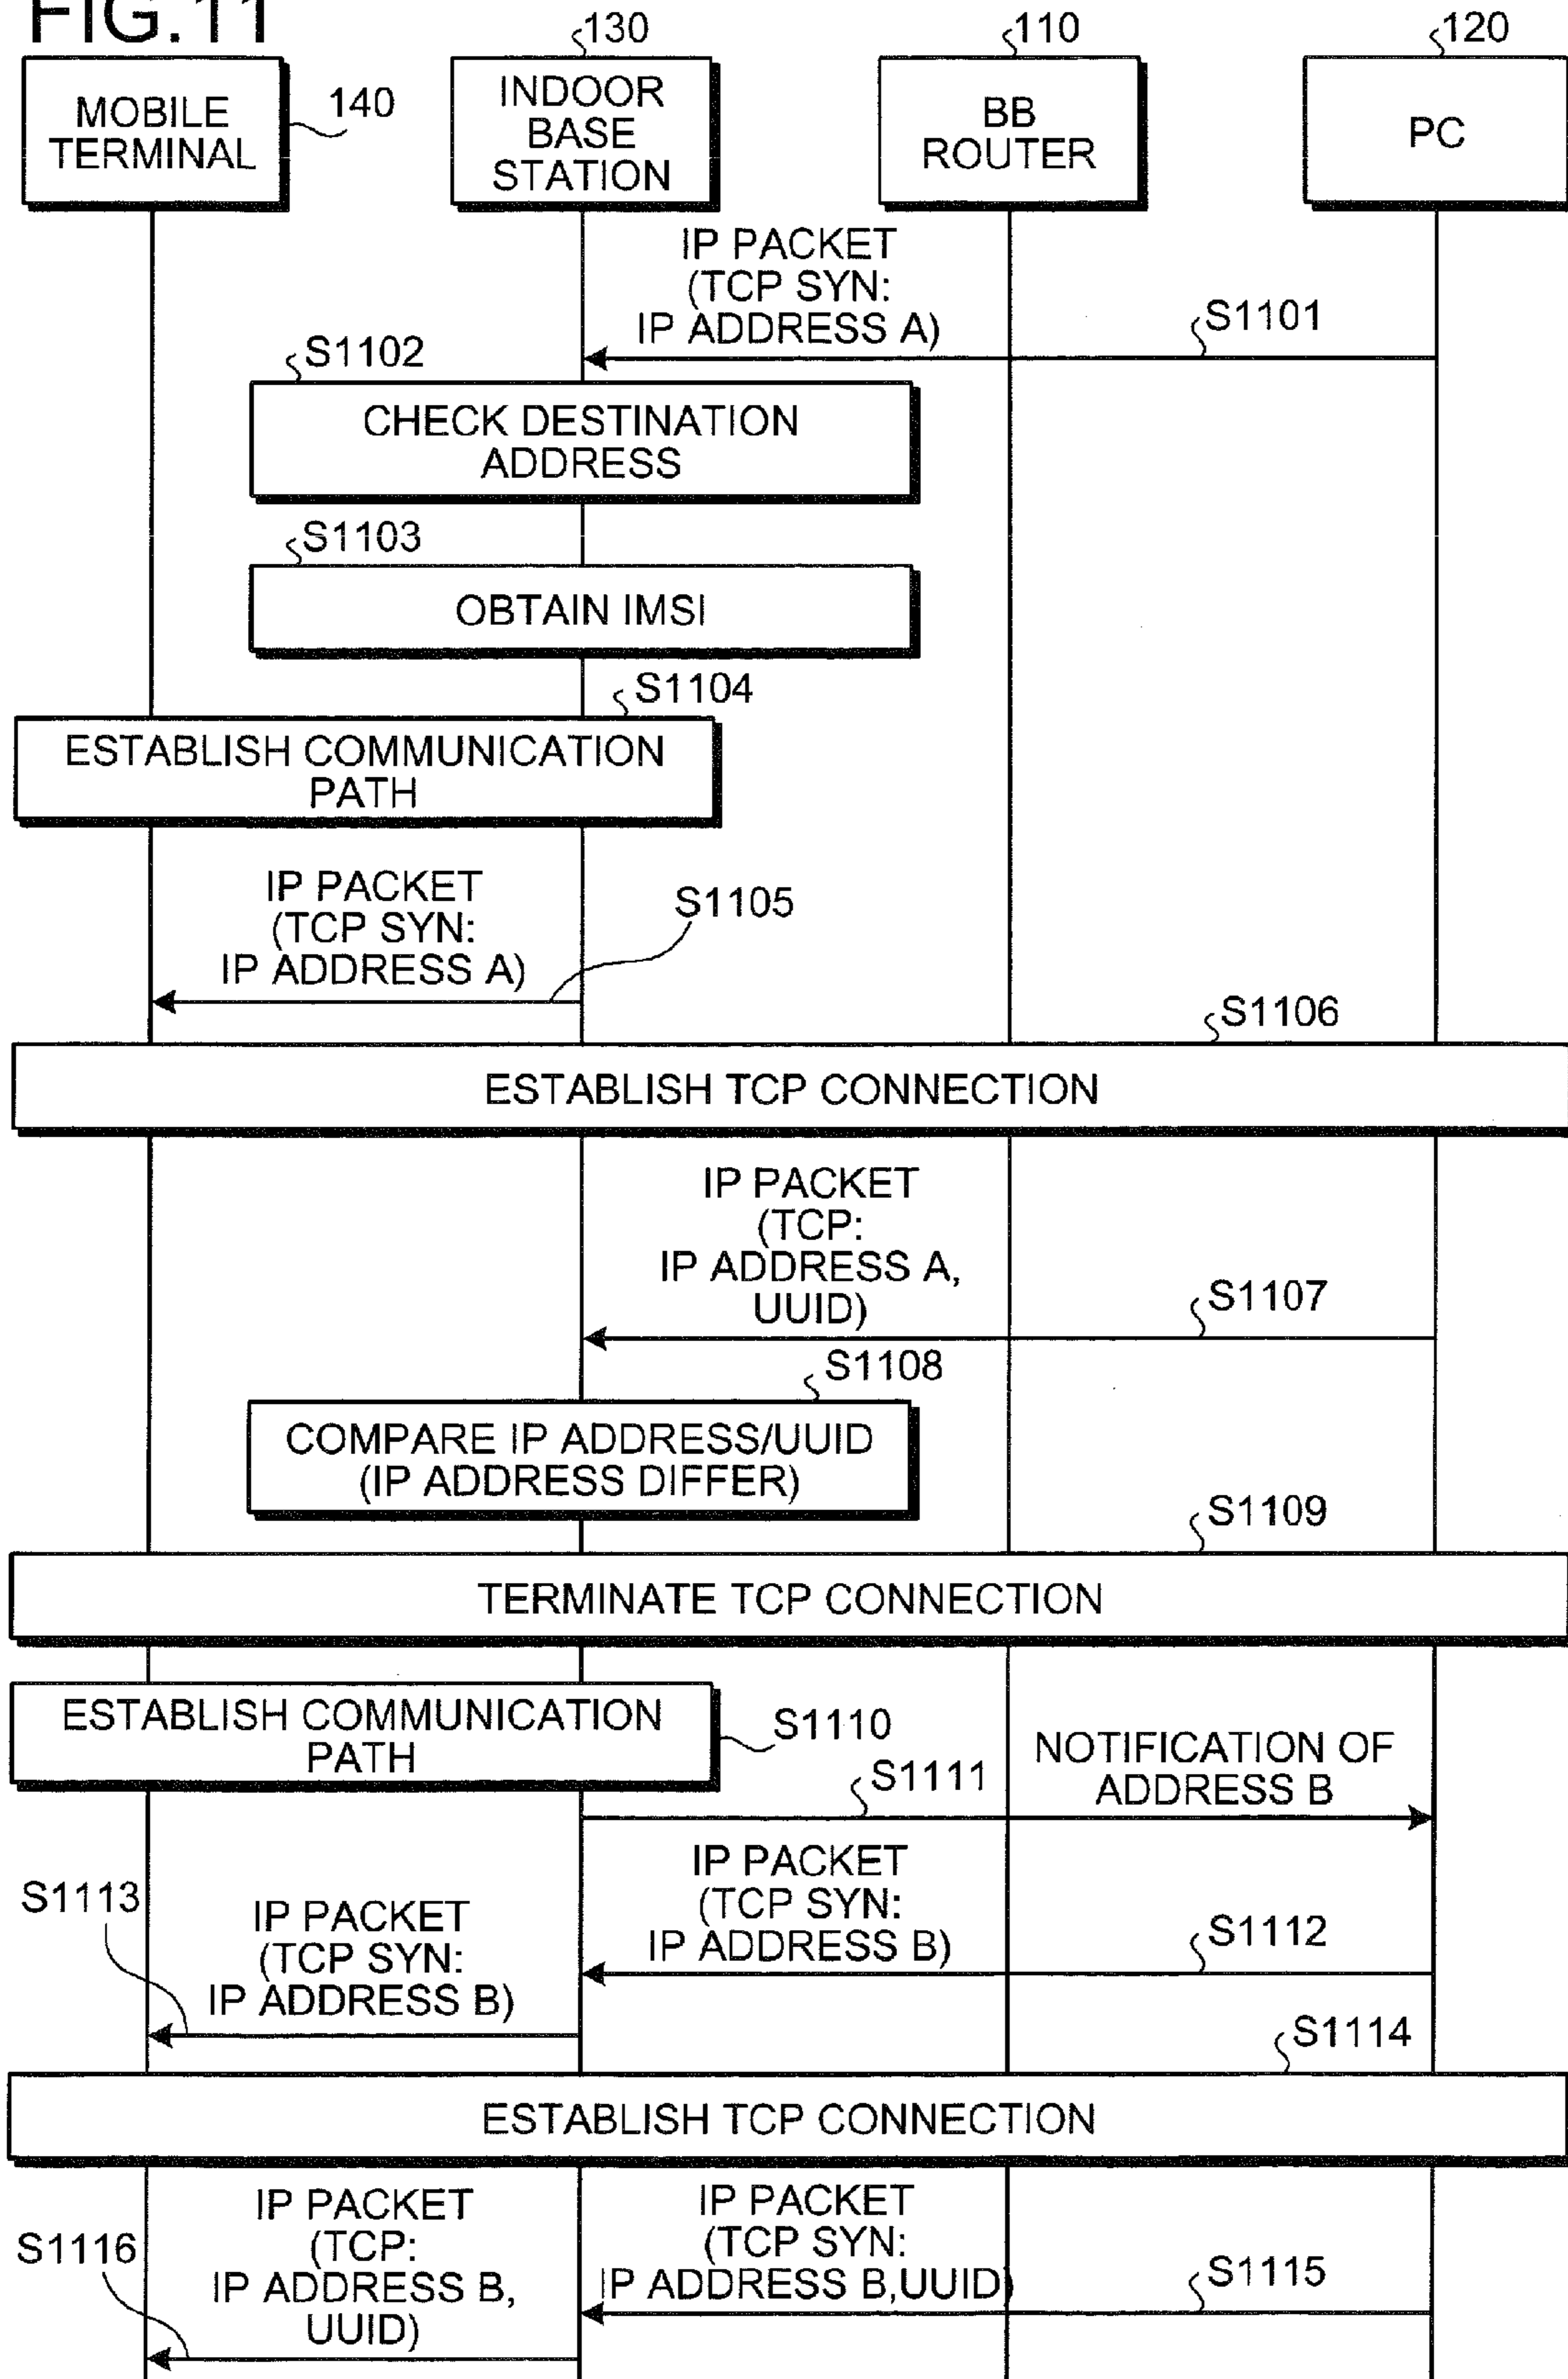 FIG.11
130
110
120
MOBILE
TERMINAL
140
INDOOR
BASE
STATION
BB
ROUTER
PC
IP PACKET
(TCP SYN:
IP ADDRESS A)
S1101
S1102
CHECK DESTINATION
ADDRESS
S1103
OBTAIN IMSI
S1104
ESTABLISH COMMUNICATION
PATH
IP PACKET
(TCP SYN:
IP ADDRESS A)
S1105
S1106
ESTABLISH TCP CONNECTION
IP PACKET
(TCP:
IP ADDRESS A,
UUID)
S1107
S1108
COMPARE IP ADDRESS/UUID
(IP ADDRESS DIFFER)
S1109
TERMINATE TCP CONNECTION
ESTABLISH COMMUNICATION
PATH
S1110
S1111
NOTIFICATION OF
ADDRESS B
IP PACKET
(TCP SYN:
IP ADDRESS B)
S1112
S1113
IP PACKET
(TCP SYN:
IP ADDRESS B)
S1114
ESTABLISH TCP CONNECTION
IP PACKET
(TCP SYN:
IP ADDRESS B,UUID)
S1115
S1116
IP PACKET
(TCP:
IP ADDRESS B,
UUID)